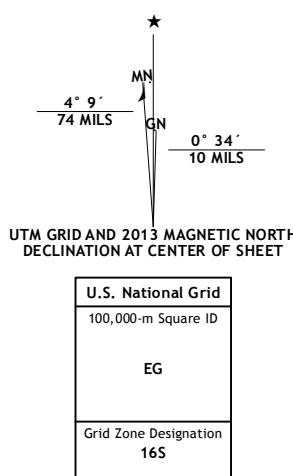 MN
4° 9´
74 MILS
GN
0° 34´
10 MILS
UTM GRID AND 2013 MAGNETIC NORTH
DECLINATION AT CENTER OF SHEET
U.S. National Grid
100,000-m Square ID
EG
Grid Zone Designation
16S